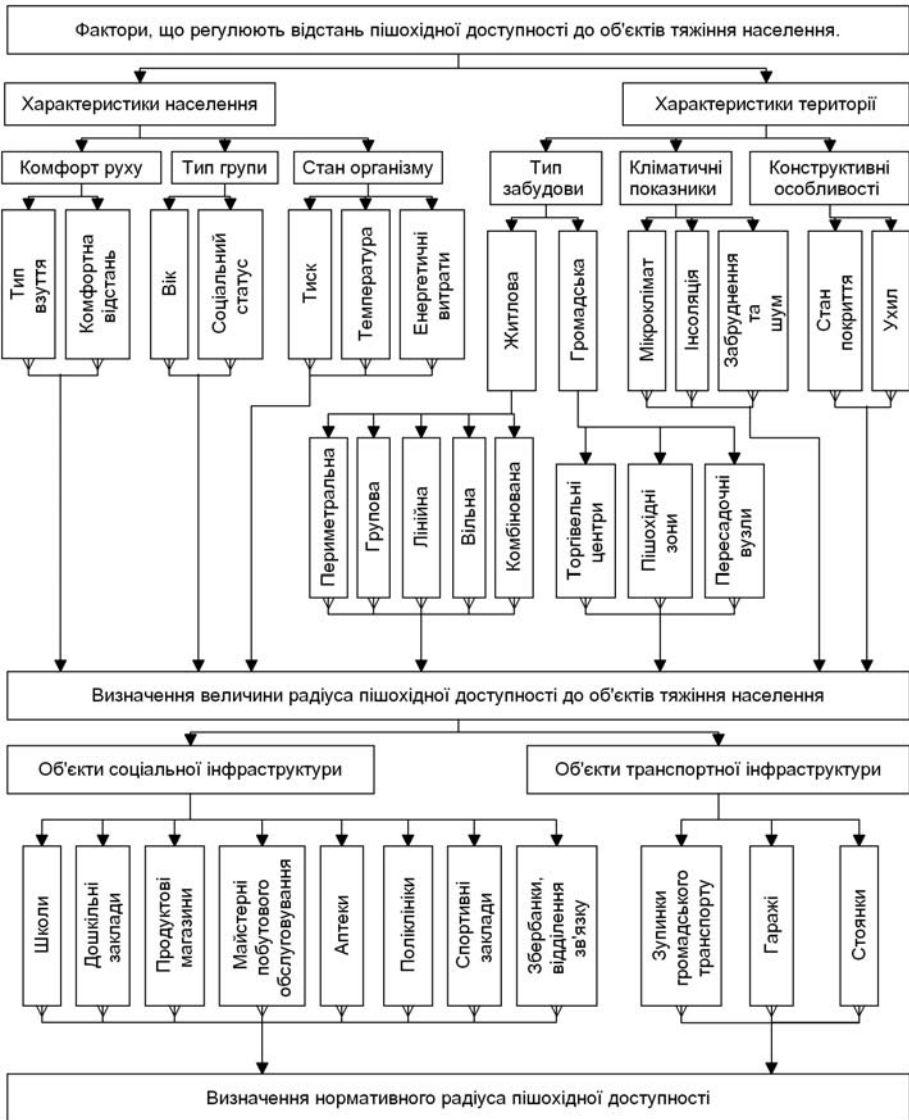 Фактори, що регулюють відстань пішохідної доступності до об'єктів тяжіння населення.
Характеристики населення
Характеристики території
Комфорт руху
Тип групи
Стан організму
Тип
забудови
Кліматичні
показники
Конструктивні
особливості
Тип
взуття
Комфортна
відстань
Вік
Соціальний
статус
Тиск
Температура
Енергетичні
витрати
Житлова
Громадська
Мікроклімат
Інсоляція
Забруднення
та
шум
Стан
покриття
Ухил
Периметральна
Групова
Лінійна
Вільна
Комбінована
Торгівельні
центри
Пішохідні
зони
Пересадочні
вузли
Визначення величини радіуса пішохідної доступності до об'єктів тяжіння населення
Об'єкти соціальної інфраструктури
Об'єкти транспортної інфраструктури
Школи
Дошкільні
заклади
Продуктові
магазини
Майстерні
побутового
обслуговування
Аптеки
Поліклініки
Спортивні
заклади
Збербанки,
відділення
зв'язку
Зупинки
громадського
транспорту
Гаражі
Стоянки
Визначення нормативного радіуса пішохідної доступності